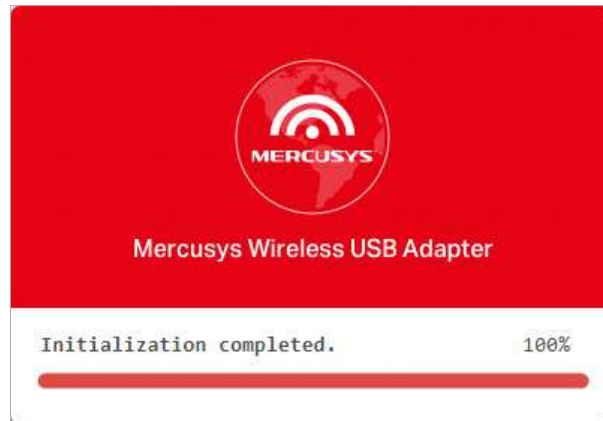 MERCUSYS
Mercusys Wireless USB Adapter
Initialization completed. 100%